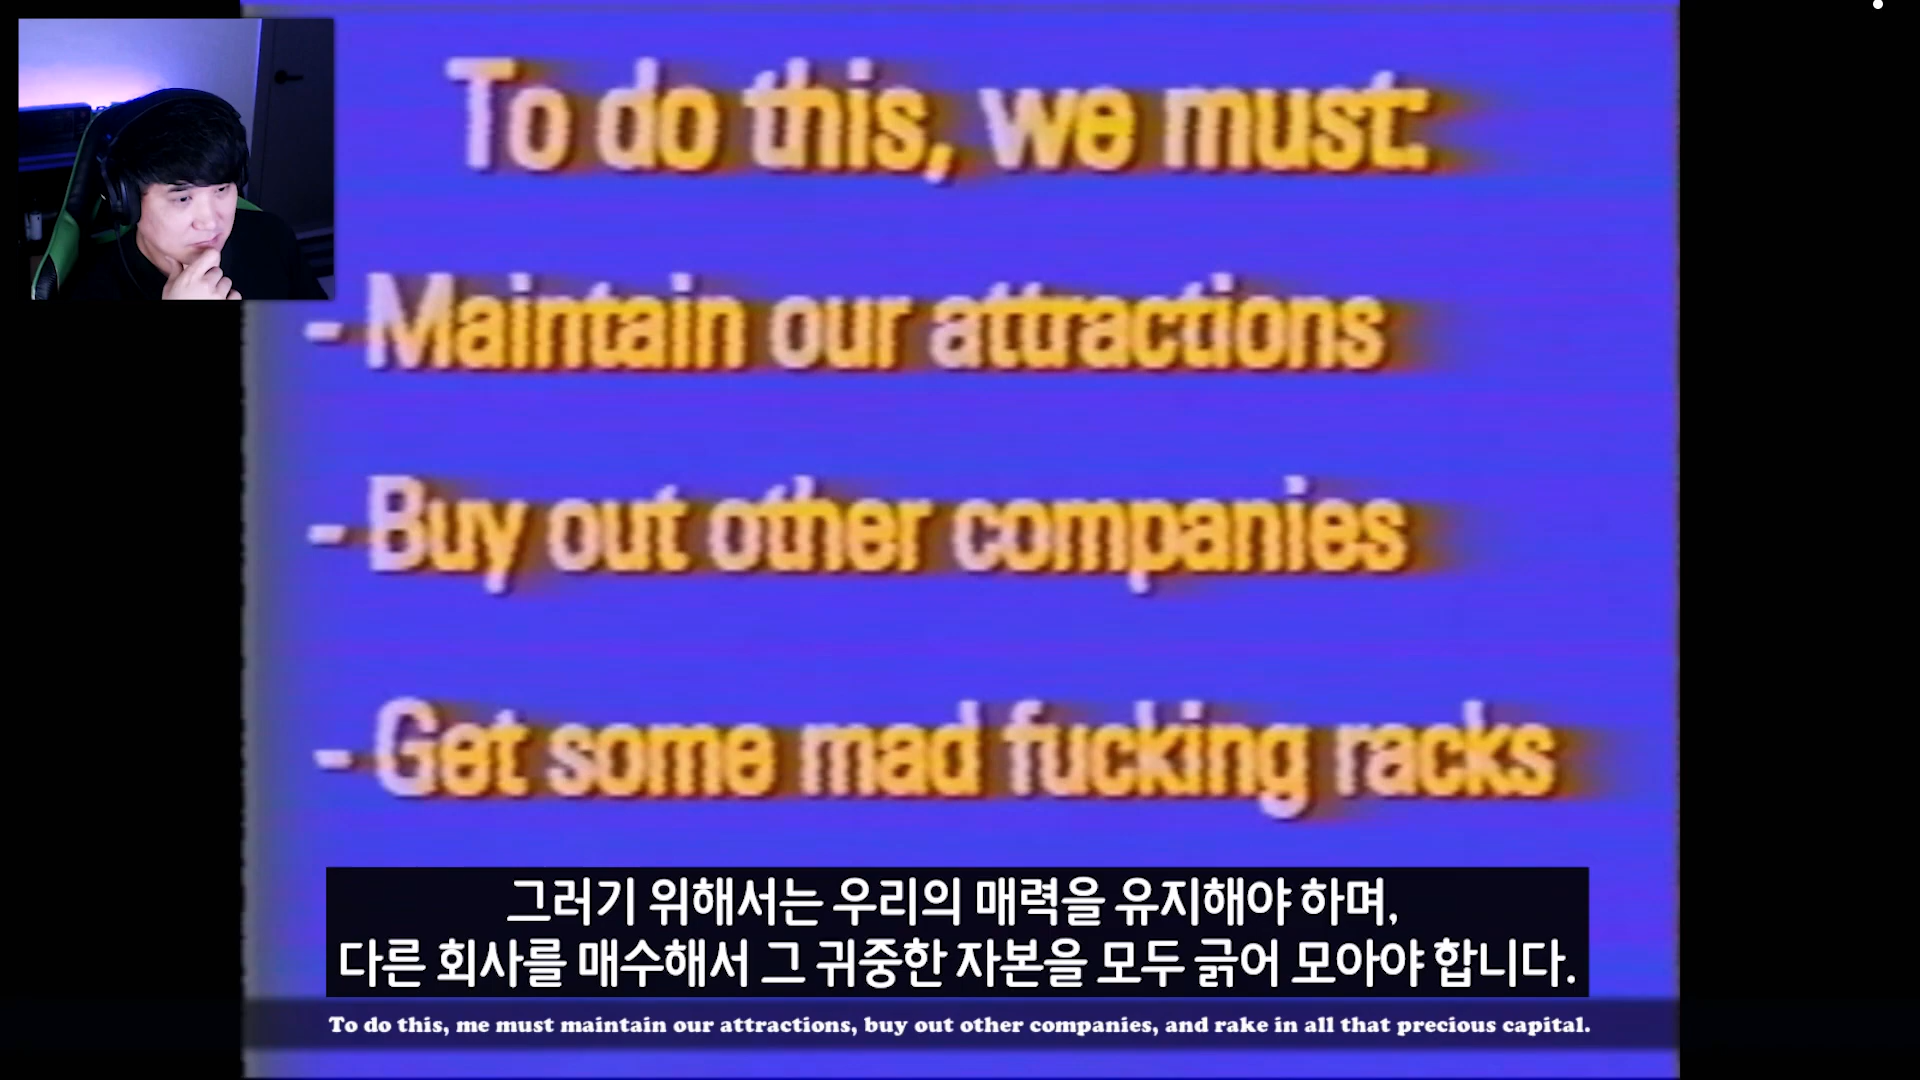 To do this, we must:
- Maintain our attractions
- Buy out other companies
- Get some mad fucking racks
그러기 위해서는 우리의 매력을 유지해야 하며,
다른 회사를 매수해서 그 귀중한 자본을 모두 긁어 모아야 합니다.
To do this, me must maintain our attractions, buy out other companies, and rake in all that precious capital.